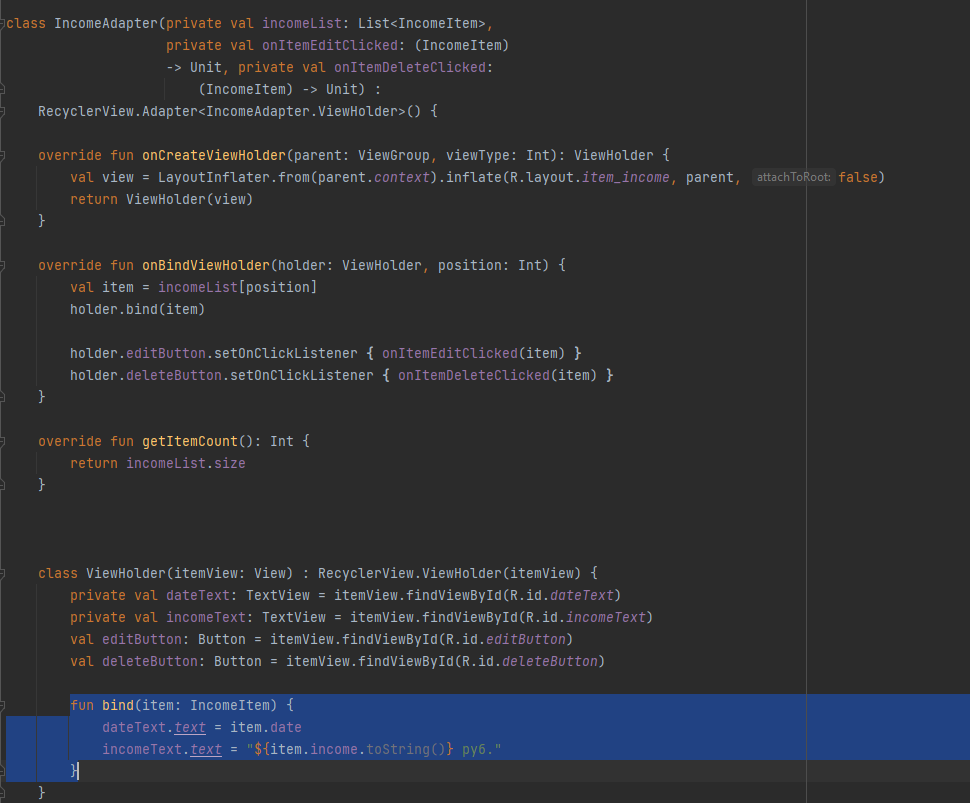 class IncomeAdapter(private val incomeList: List<IncomeItem>,
private val onItemEditClicked: (IncomeItem)
-> Unit, private val onItemDeleteClicked:
(IncomeItem) -> Unit) :
RecyclerView.Adapter<IncomeAdapter.ViewHolder>() {
override fun onCreateViewHolder(parent: ViewGroup, viewType: Int): ViewHolder {
val view = LayoutInflater.from(parent.context).inflate(R.layout.item_income, parent, attachToRoot: false)
return ViewHolder(view)
}
override fun onBindViewHolder(holder: ViewHolder, position: Int) {
val item = incomeList[position]
holder.bind(item)
holder.editButton.setOnClickListener { onItemEditClicked(item) }
holder.deleteButton.setOnClickListener { onItemDeleteClicked(item) }
}
override fun getItemCount(): Int {
return incomeList.size
}
class ViewHolder(itemView: View) : RecyclerView.ViewHolder(itemView) {
private val dateText: TextView = itemView.findViewById(R.id.dateText)
private val incomeText: TextView = itemView.findViewById(R.id.incomeText)
val editButton: Button = itemView.findViewById(R.id.editButton)
val deleteButton: Button = itemView.findViewById(R.id.deleteButton)
fun bind(item: IncomeItem) {
dateText.text = item.date
incomeText.text = "${item.income.toString()} руб."
}
}